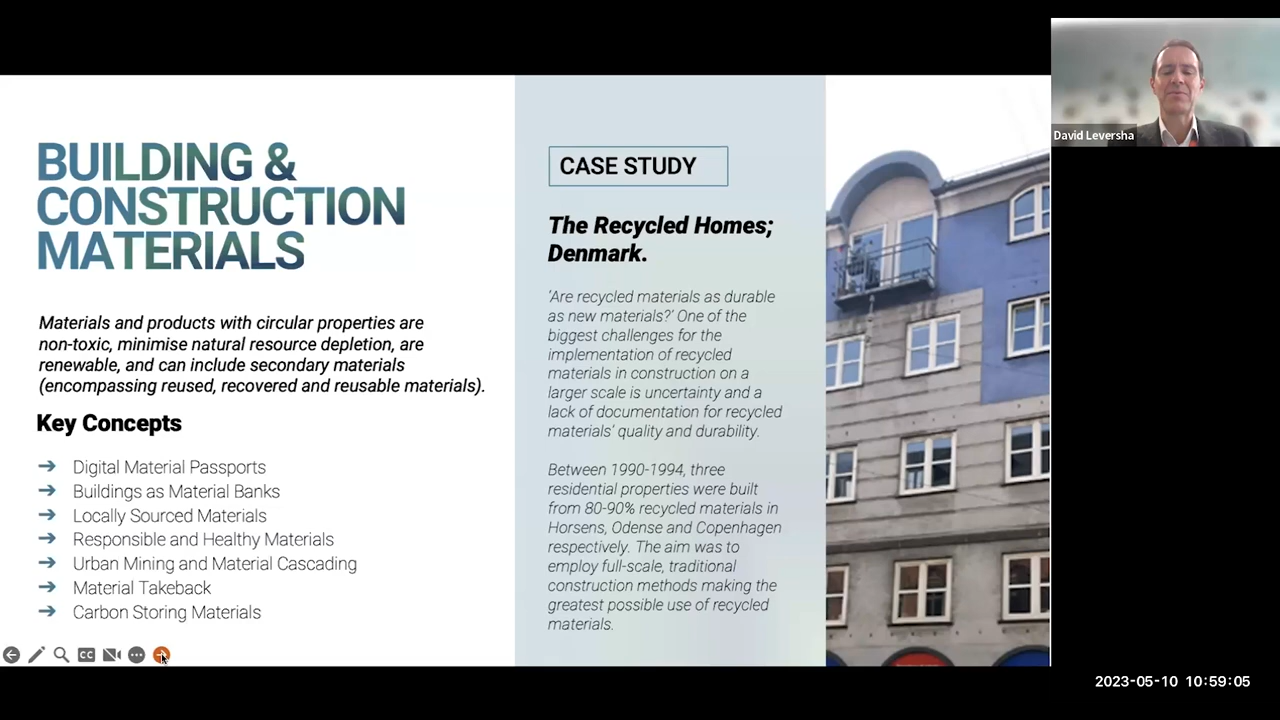 BUILDING &
CONSTRUCTION
MATERIALS
Materials and products with circular properties are
non-toxic, minimise natural resource depletion, are
renewable, and can include secondary materials
(encompassing reused, recovered and reusable materials).
Key Concepts
➔ Digital Material Passports
➔ Buildings as Material Banks
➔ Locally Sourced Materials
➔ Responsible and Healthy Materials
➔ Urban Mining and Material Cascading
➔ Material Takeback
➔ Carbon Storing Materials
CC
CASE STUDY
The Recycled Homes;
Denmark.
‘Are recycled materials as durable
as new materials?’ One of the
biggest challenges for the
implementation of recycled
materials in construction on a
larger scale is uncertainty and a
lack of documentation for recycled
materials’ quality and durability.
Between 1990-1994, three
residential properties were built
from 80-90% recycled materials in
Horsens, Odense and Copenhagen
respectively. The aim was to
employ full-scale, traditional
construction methods making the
greatest possible use of recycled
materials.
David Leversha
2023-05-10 10:59:05